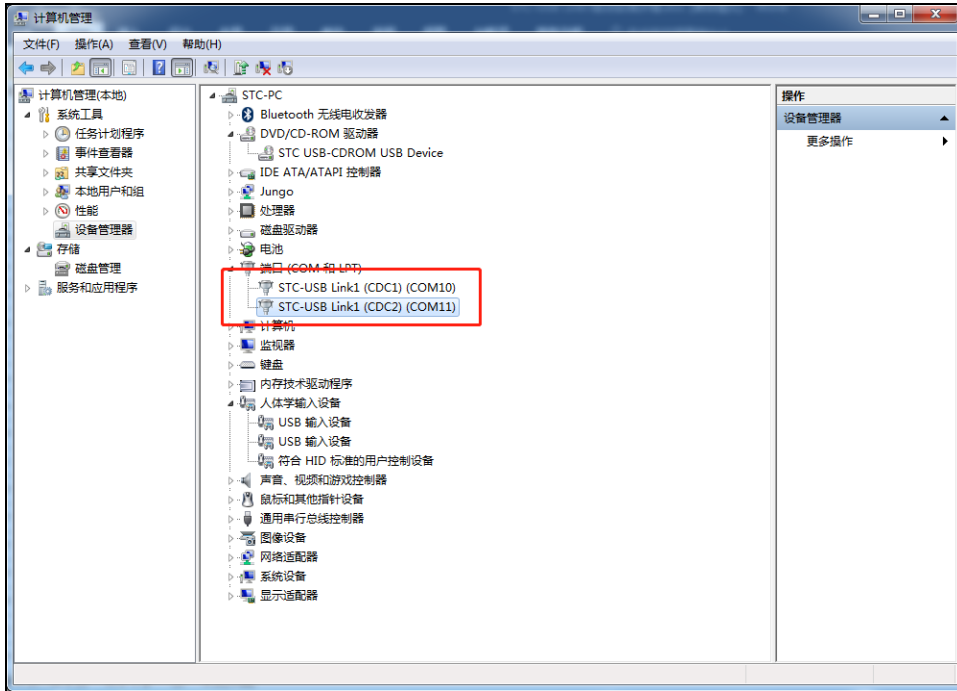 计算机管理
文件(F) 操作(A) 查看(V) 帮助(H)
计算机管理(本地)
系统工具
任务计划程序
事件查看器
共享文件夹
本地用户和组
性能
设备管理器
存储
磁盘管理
服务和应用程序
STC-PC
Bluetooth 无线电收发器
DVD/CD-ROM 驱动器
STC USB-CDROM USB Device
IDE ATA/ATAPI 控制器
Jungo
处理器
磁盘驱动器
电池
端口 (COM 和 LPT)
STC-USB Link1 (CDC1) (COM10)
STC-USB Link1 (CDC2) (COM11)
计算机
监视器
键盘
内存技术驱动程序
人体学输入设备
USB 输入设备
USB 输入设备
符合 HID 标准的用户控制设备
声音、视频和游戏控制器
鼠标和其他指针设备
通用串行总线控制器
图像设备
网络适配器
系统设备
显示适配器
操作
设备管理器
更多操作